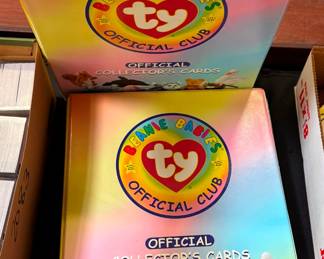 ty
OFFICIAL CLUB
OFFICIAL
COLLECTOR'S CARDS
BEANIE BABIES
ty
OFFICIAL CLUB
OFFICIAL
COLLECTOR'S CARDS